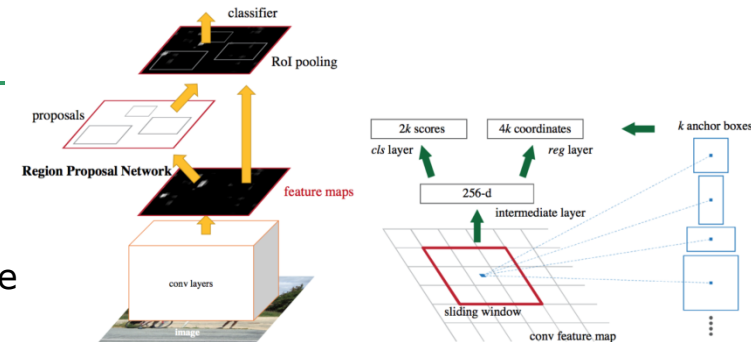 classifier
RoI pooling
proposals
Region Proposal Network
feature maps
conv layers
image
e
2k scores
4k coordinates
k anchor boxes
cls layer
reg layer
256-d
intermediate layer
sliding window
conv feature map